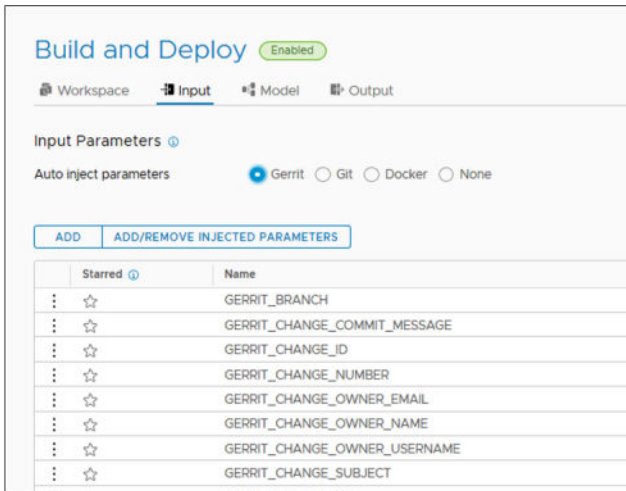 Build and Deploy Enabled
Workspace Input Model Output
Input Parameters
Auto inject parameters Gerrit Git Docker None
ADD ADD/REMOVE INJECTED PARAMETERS
Starred Name
GERRIT_BRANCH
GERRIT_CHANGE_COMMIT_MESSAGE
GERRIT_CHANGE_ID
GERRIT_CHANGE_NUMBER
GERRIT_CHANGE_OWNER_EMAIL
GERRIT_CHANGE_OWNER_NAME
GERRIT_CHANGE_OWNER_USERNAME
GERRIT_CHANGE_SUBJECT